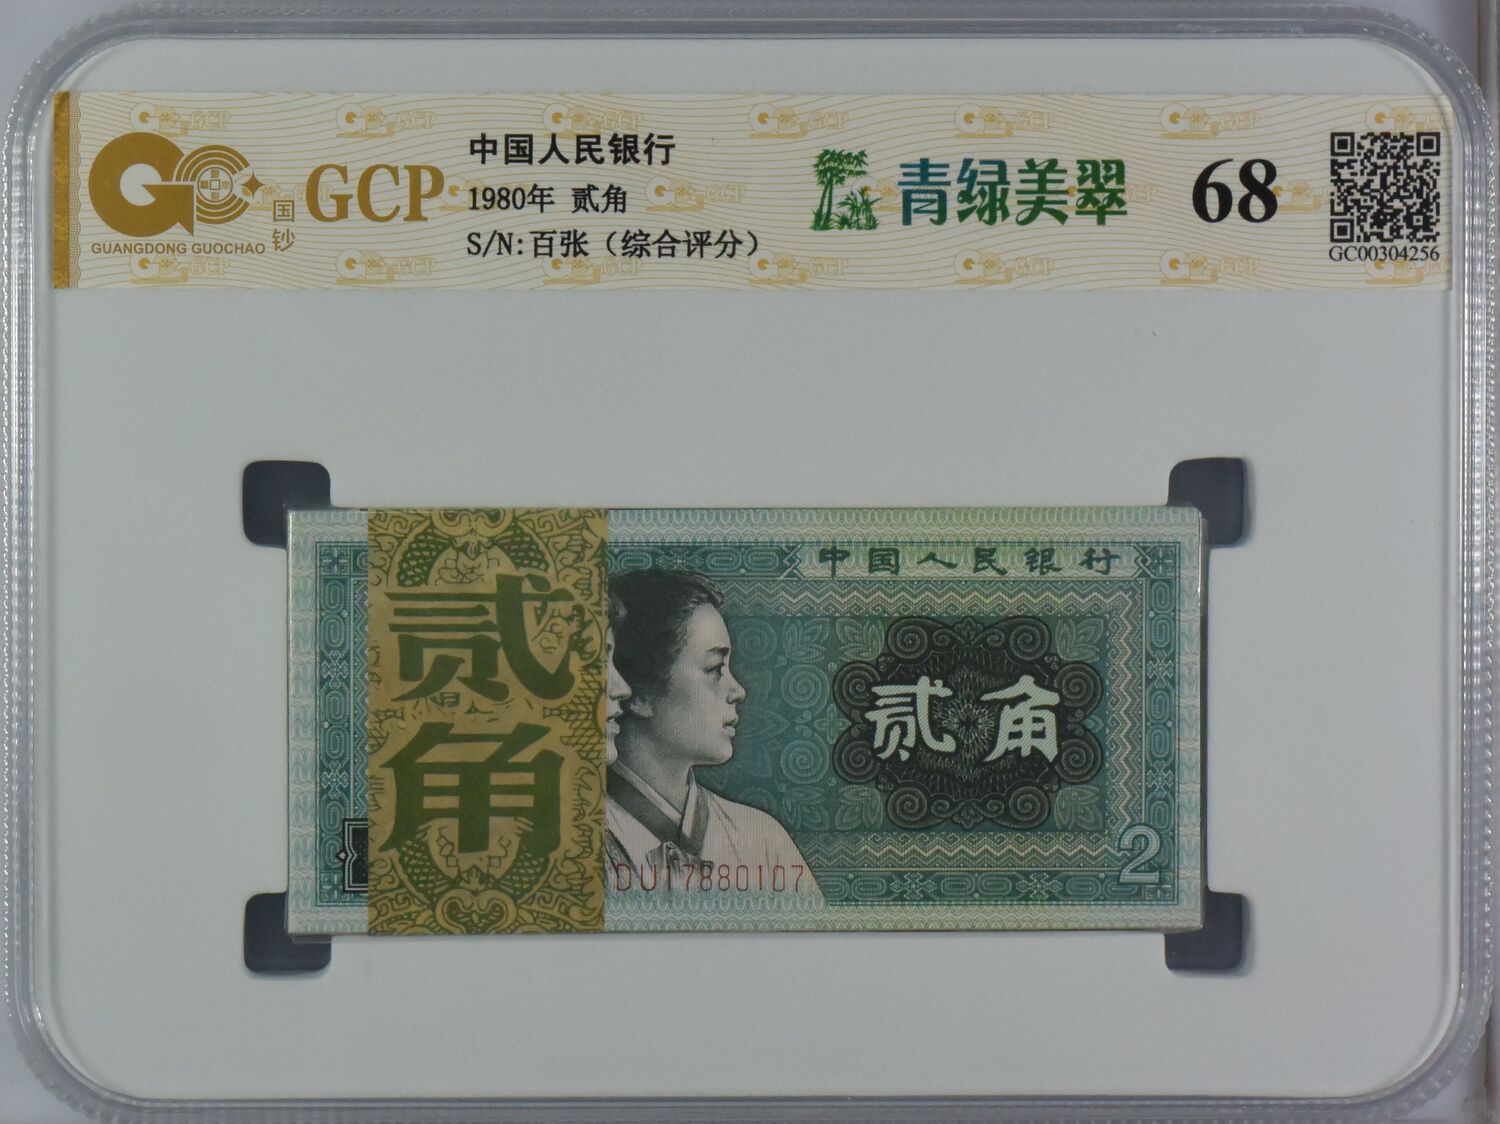 GUANGDONG GUOCHAO
国钞
GCP
中国人民银行
1980年 贰角
S/N: 百张（综合评分）
青绿美翠
68
GC00304256
贰角
中国人民银行
贰角
DU17880107
2